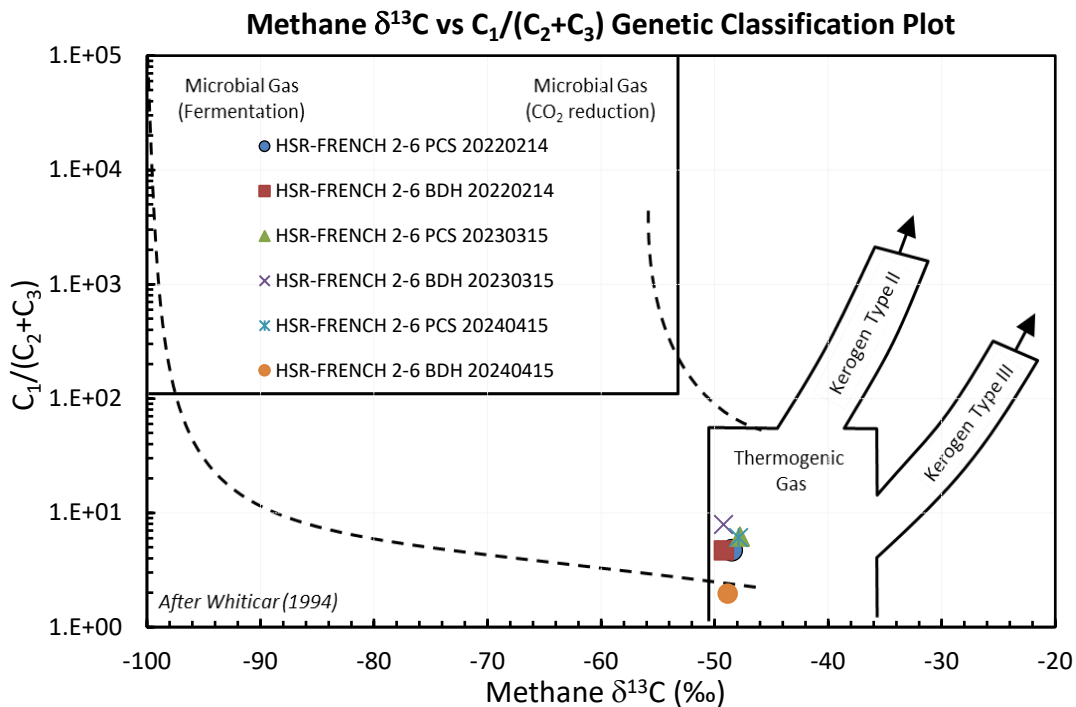 Methane δ¹³C vs C₁/(C₂+C₃) Genetic Classification Plot
1.E+05
1.E+04
1.E+03
1.E+02
1.E+01
1.E+00
C₁/(C₂+C₃)
Microbial Gas
(Fermentation)
Microbial Gas
(CO₂ reduction)
HSR-FRENCH 2-6 PCS 20220214
HSR-FRENCH 2-6 BDH 20220214
HSR-FRENCH 2-6 PCS 20230315
HSR-FRENCH 2-6 BDH 20230315
HSR-FRENCH 2-6 PCS 20240415
HSR-FRENCH 2-6 BDH 20240415
Kerogen Type II
Kerogen Type III
Thermogenic
Gas
After Whiticar (1994)
-100 -90 -80 -70 -60 -50 -40 -30 -20
Methane δ¹³C (‰)